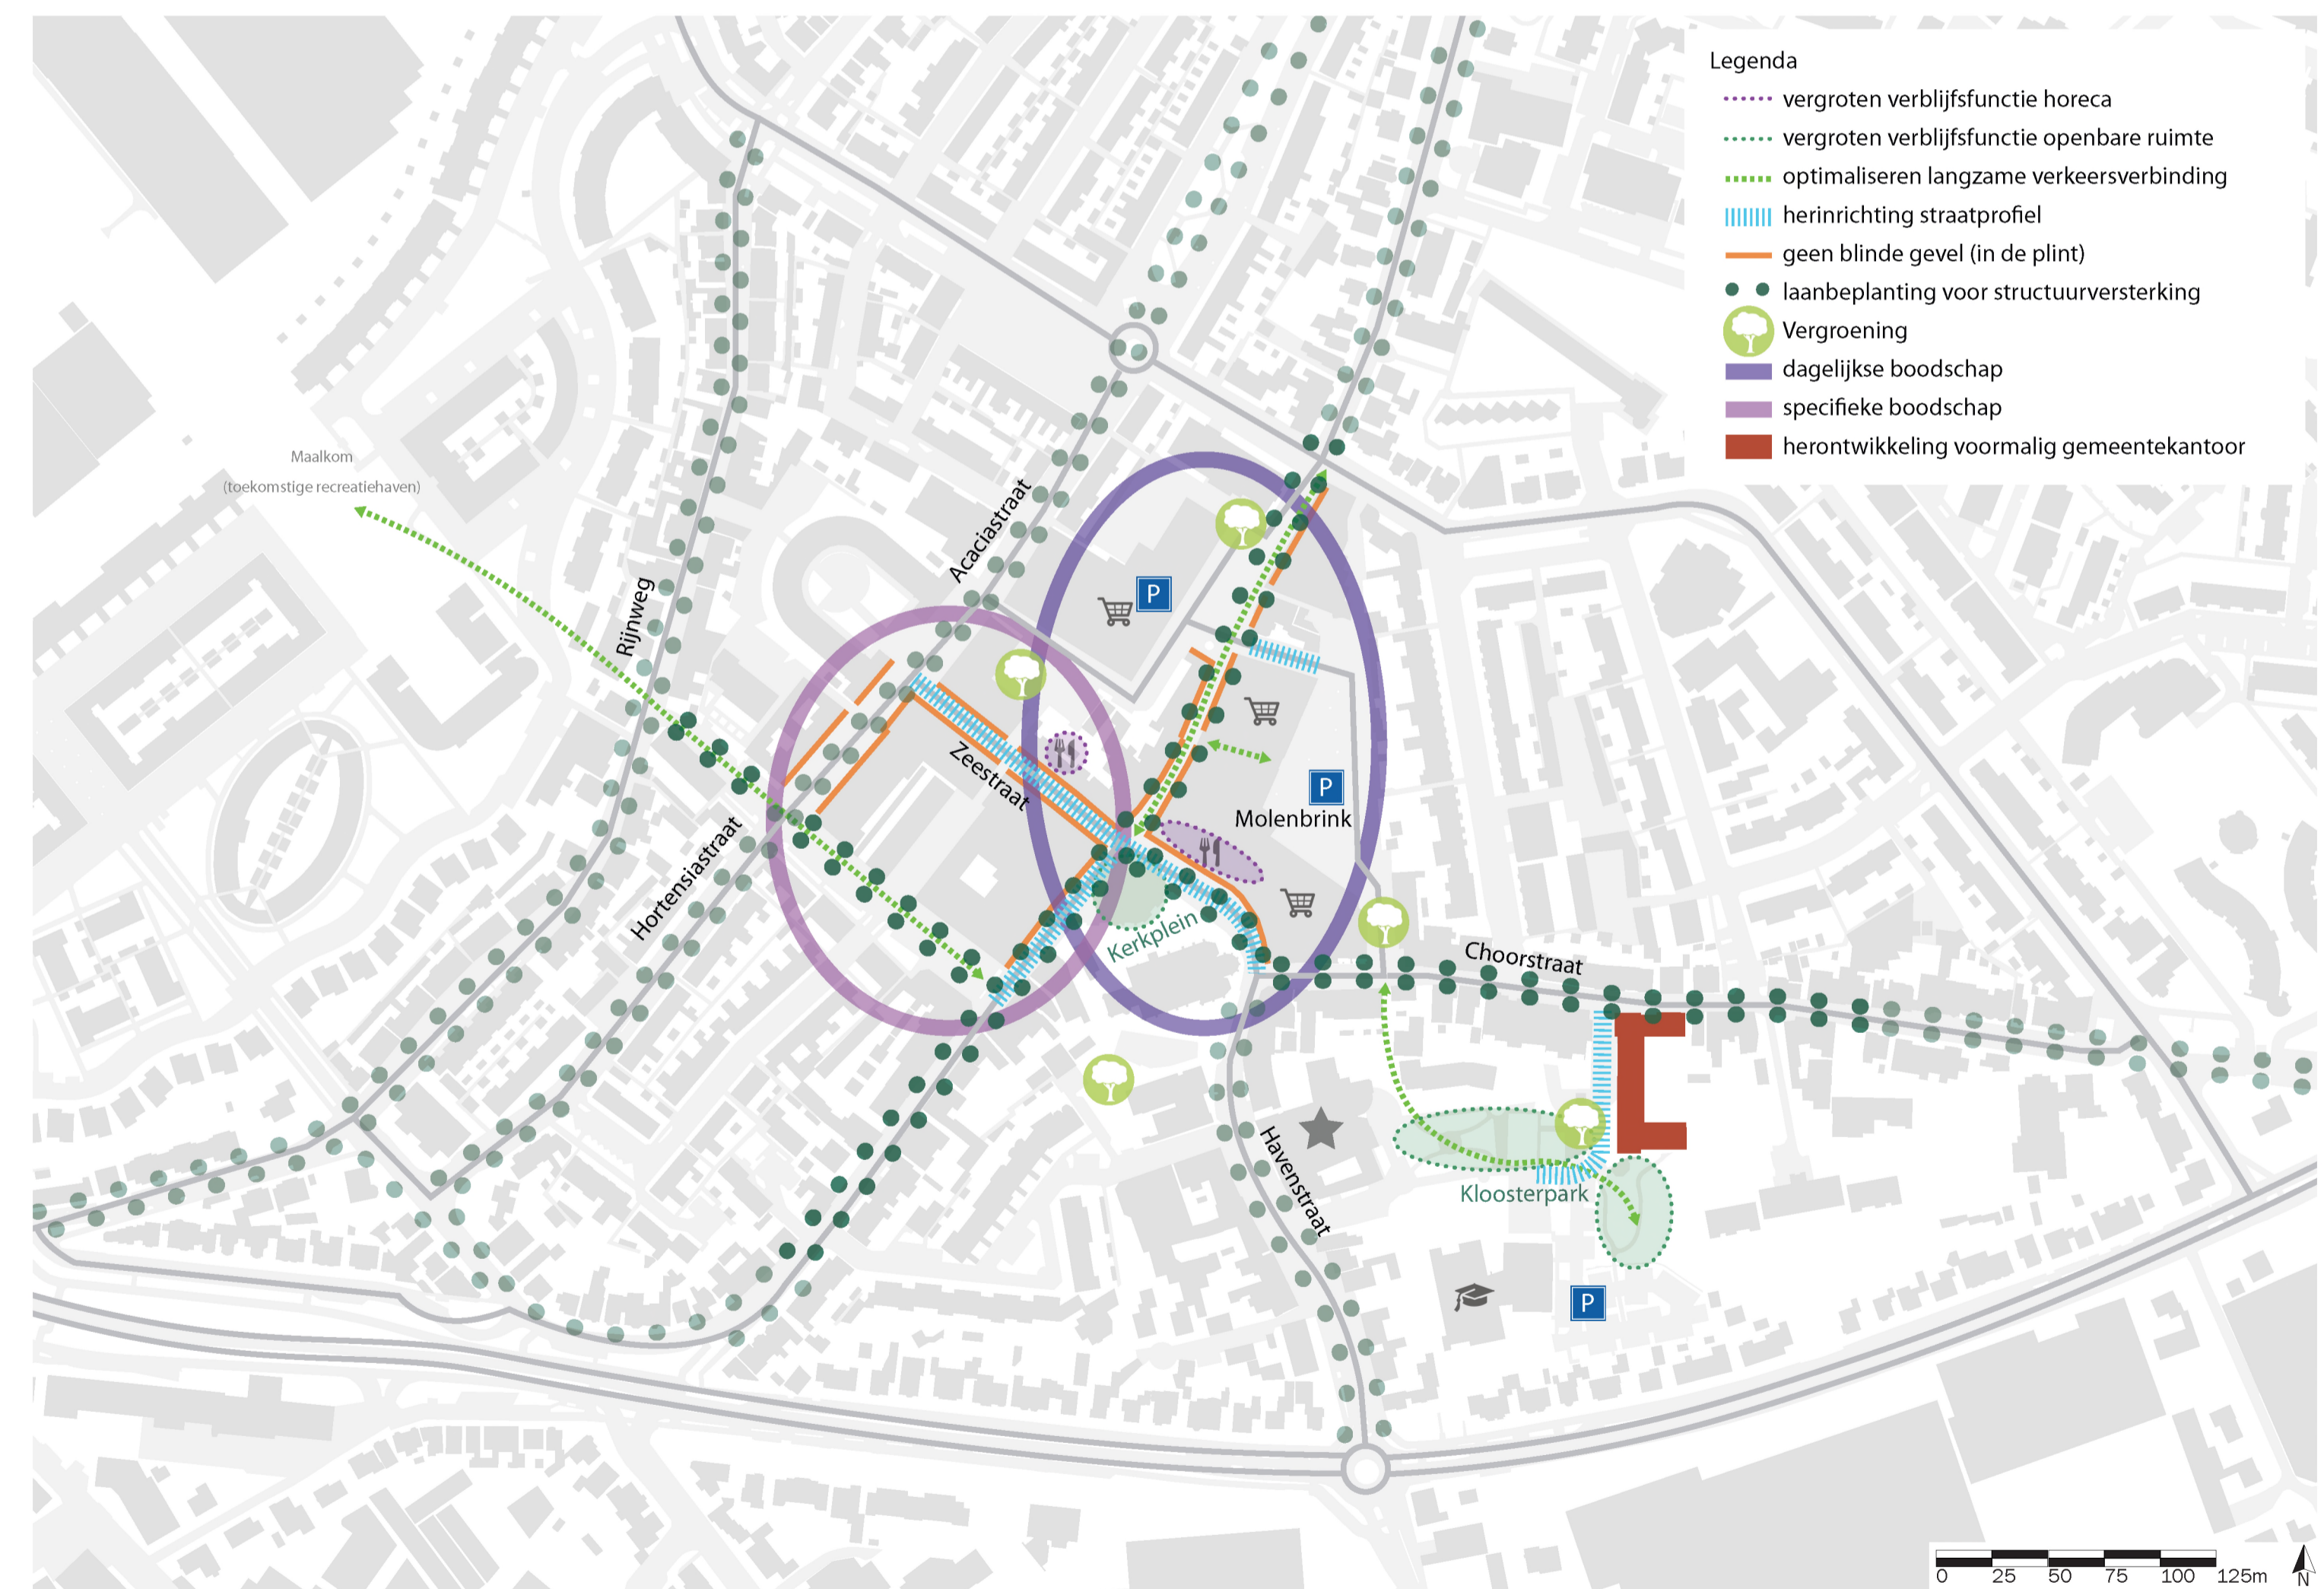 Legenda
vergroten verblijfsfunctie horeca
vergroten verblijfsfunctie openbare ruimte
optimaliseren langzame verkeersverbinding
herinrichting straatprofiel
geen blinde gevel (in de plint)
laanbeplanting voor structuurversterking
Vergroening
dagelijkse boodschap
specifieke boodschap
herontwikkeling voormalig gemeentekantoor
Maalkom
(toekomstige recreatiehaven)
Rijnweg
Acaciastraat
P
Zeestraat
P
Molenbrink
Hortensiastraat
Kerkplein
Choorstraat
Havenstraat
Kloosterpark
P
0 25 50 75 100 125m
N